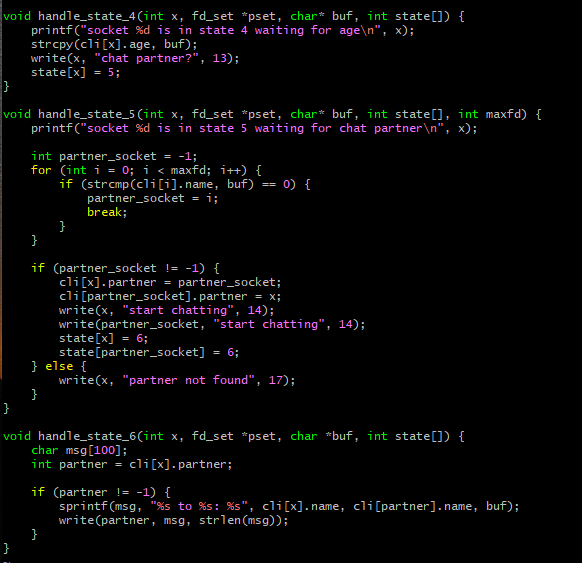 void handle_state_4(int x, fd_set *pset, char* buf, int state[]) {
    printf("socket %d is in state 4 waiting for age\n", x);
    strcpy(cli[x].age, buf);
    write(x, "chat partner?", 13);
    state[x] = 5;
}

void handle_state_5(int x, fd_set *pset, char* buf, int state[], int maxfd) {
    printf("socket %d is in state 5 waiting for chat partner\n", x);

    int partner_socket = -1;
    for (int i = 0; i < maxfd; i++) {
        if (strcmp(cli[i].name, buf) == 0) {
            partner_socket = i;
            break;
        }
    }

    if (partner_socket != -1) {
        cli[x].partner = partner_socket;
        cli[partner_socket].partner = x;
        write(x, "start chatting", 14);
        write(partner_socket, "start chatting", 14);
        state[x] = 6;
        state[partner_socket] = 6;
    } else {
        write(x, "partner not found", 17);
    }
}

void handle_state_6(int x, fd_set *pset, char *buf, int state[]) {
    char msg[100];
    int partner = cli[x].partner;

    if (partner != -1) {
        sprintf(msg, "%s to %s: %s", cli[x].name, cli[partner].name, buf);
        write(partner, msg, strlen(msg));
    }
}